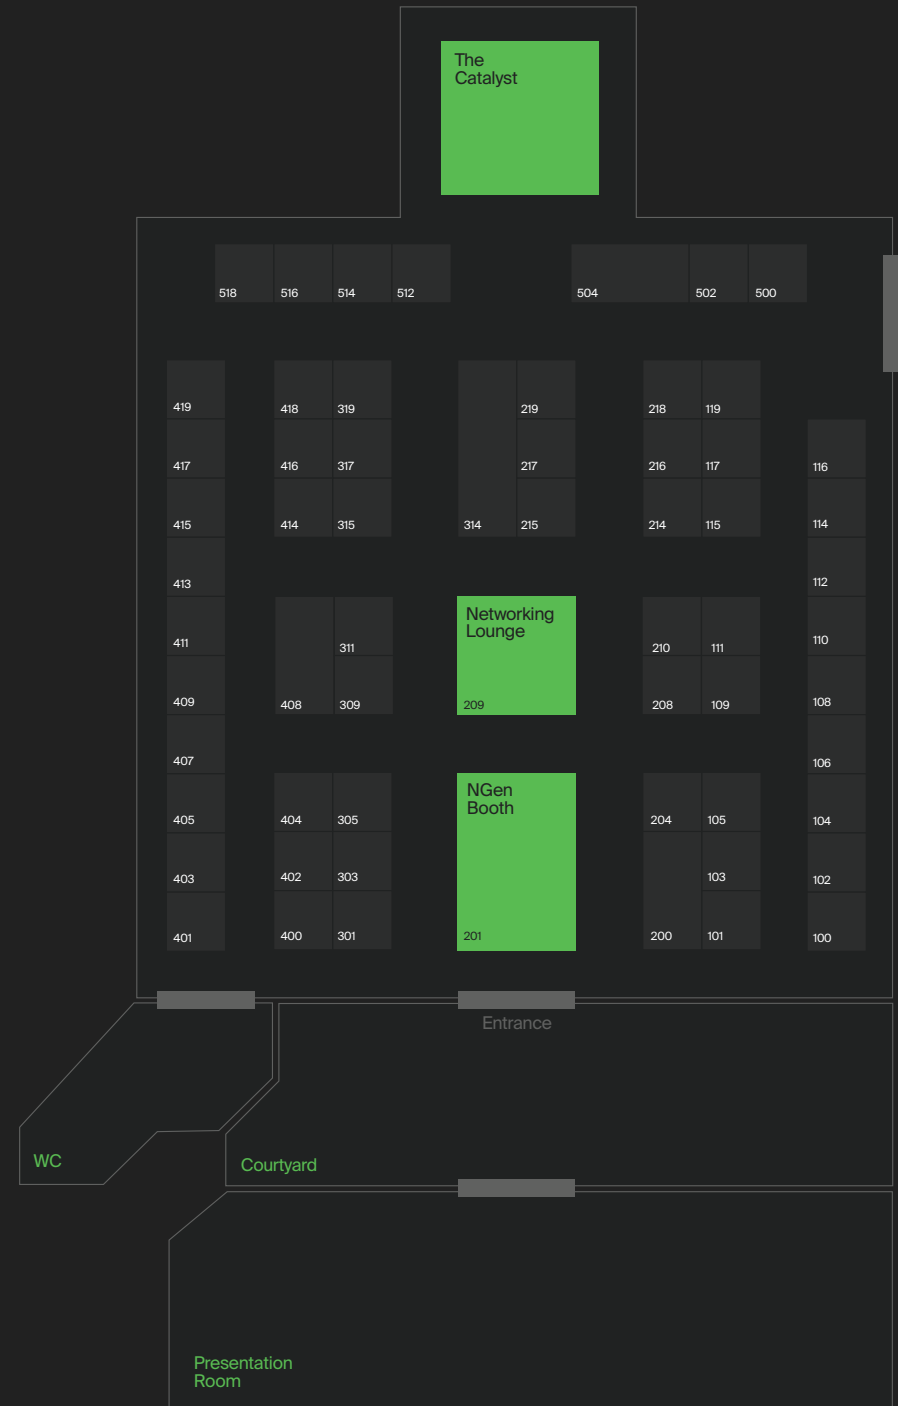 The
Catalyst
518 516 514 512 504 502 500
419 418 319 219 218 119
417 416 317 217 216 117 116
415 414 315 314 215 214 115 114
413 112
Networking
Lounge
411 311 210 111 110
409 408 309 209 208 109 108
407 106
NGen
Booth
405 404 305 204 105 104
403 402 303 103 102
401 400 301 201 200 101 100
Entrance
WC
Courtyard
Presentation
Room